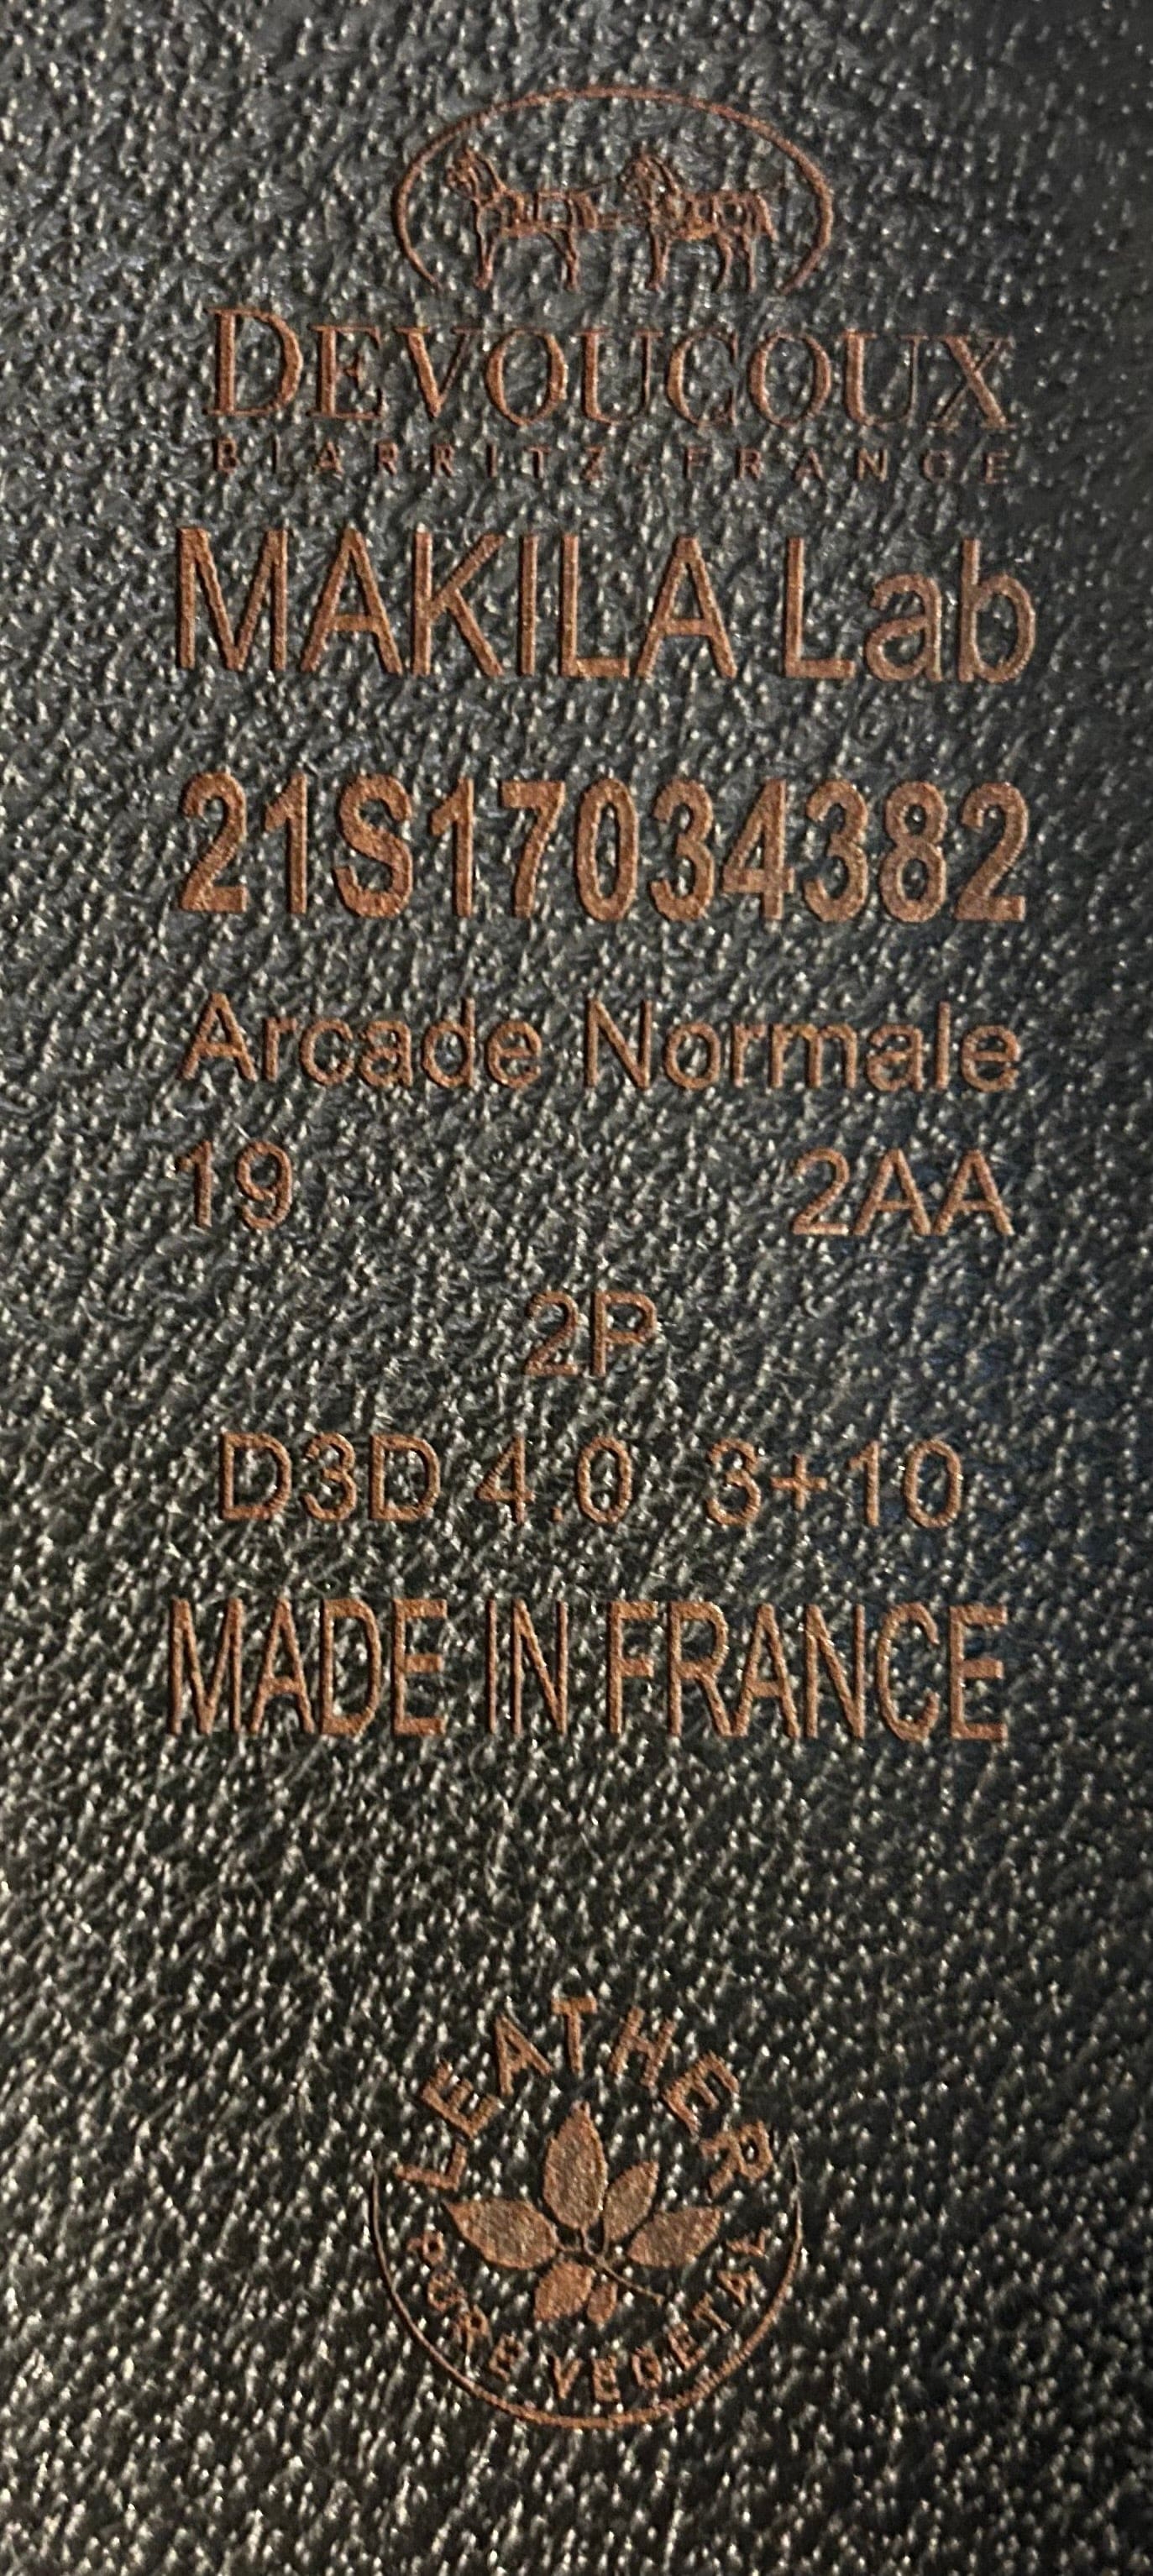 DEVOUCOUX
BIARRITZ-FRANCE
MAKILA Lab
21S17034382
Arcade Normale
19 2AA
2P
D3D 4.0 3+10
MADE IN FRANCE
LEATHER
PURE VEGETAL